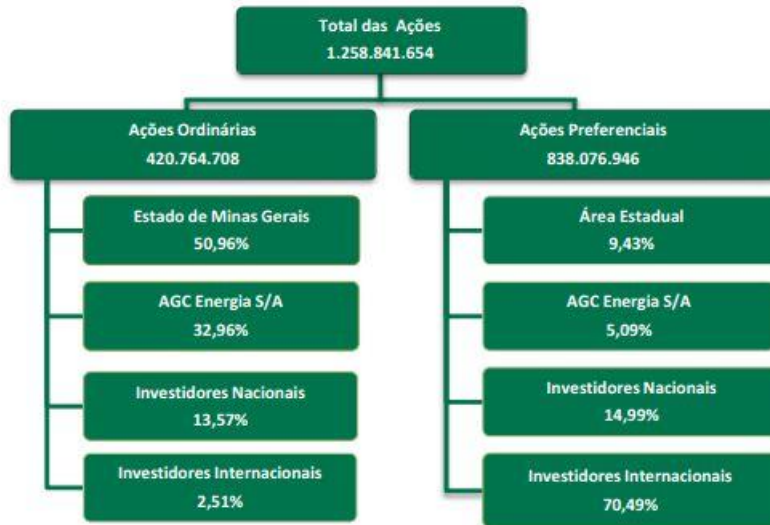 Total das Ações
1.258.841.654
Ações Ordinárias
420.764.708
Estado de Minas Gerais
50,96%
AGC Energia S/A
32,96%
Investidores Nacionais
13,57%
Investidores Internacionais
2,51%
Ações Preferenciais
838.076.946
Área Estadual
9,43%
AGC Energia S/A
5,09%
Investidores Nacionais
14,99%
Investidores Internacionais
70,49%